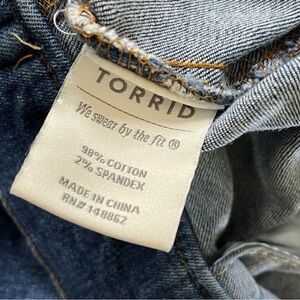 TORRID
We swear by the fit ®
98% COTTON
2% SPANDEX
MADE IN CHINA
RN# 148862